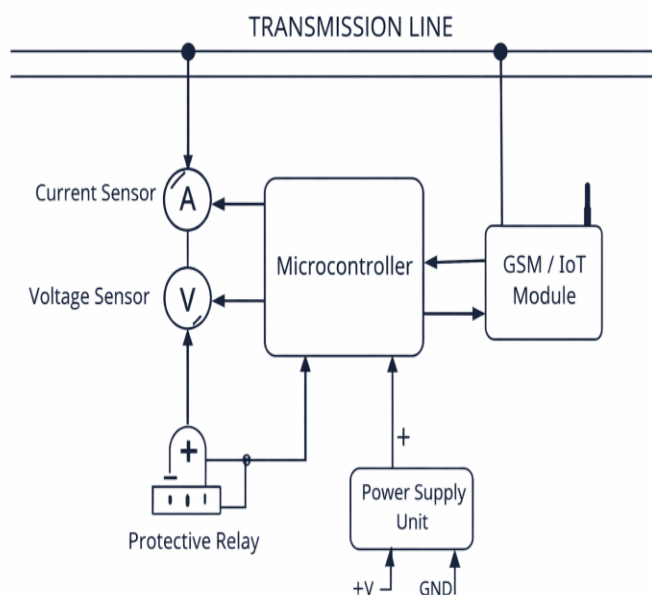 TRANSMISSION LINE
Current Sensor
A
Microcontroller
GSM / IoT
Module
Voltage Sensor
V
+
−
+
Power Supply
Unit
Protective Relay
+V
GND